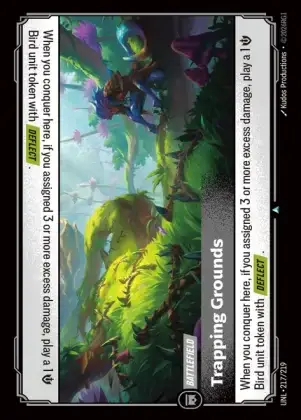 When you conquer here, if you assigned 3 or more excess damage, play a 1
Bird unit token with DEFLECT.
BATTLEFIELD
Trapping Grounds
When you conquer here, if you assigned 3 or more excess damage, play a 1
Bird unit token with DEFLECT.
UNL • 217/219
Kudos Productions • ©2026RGI